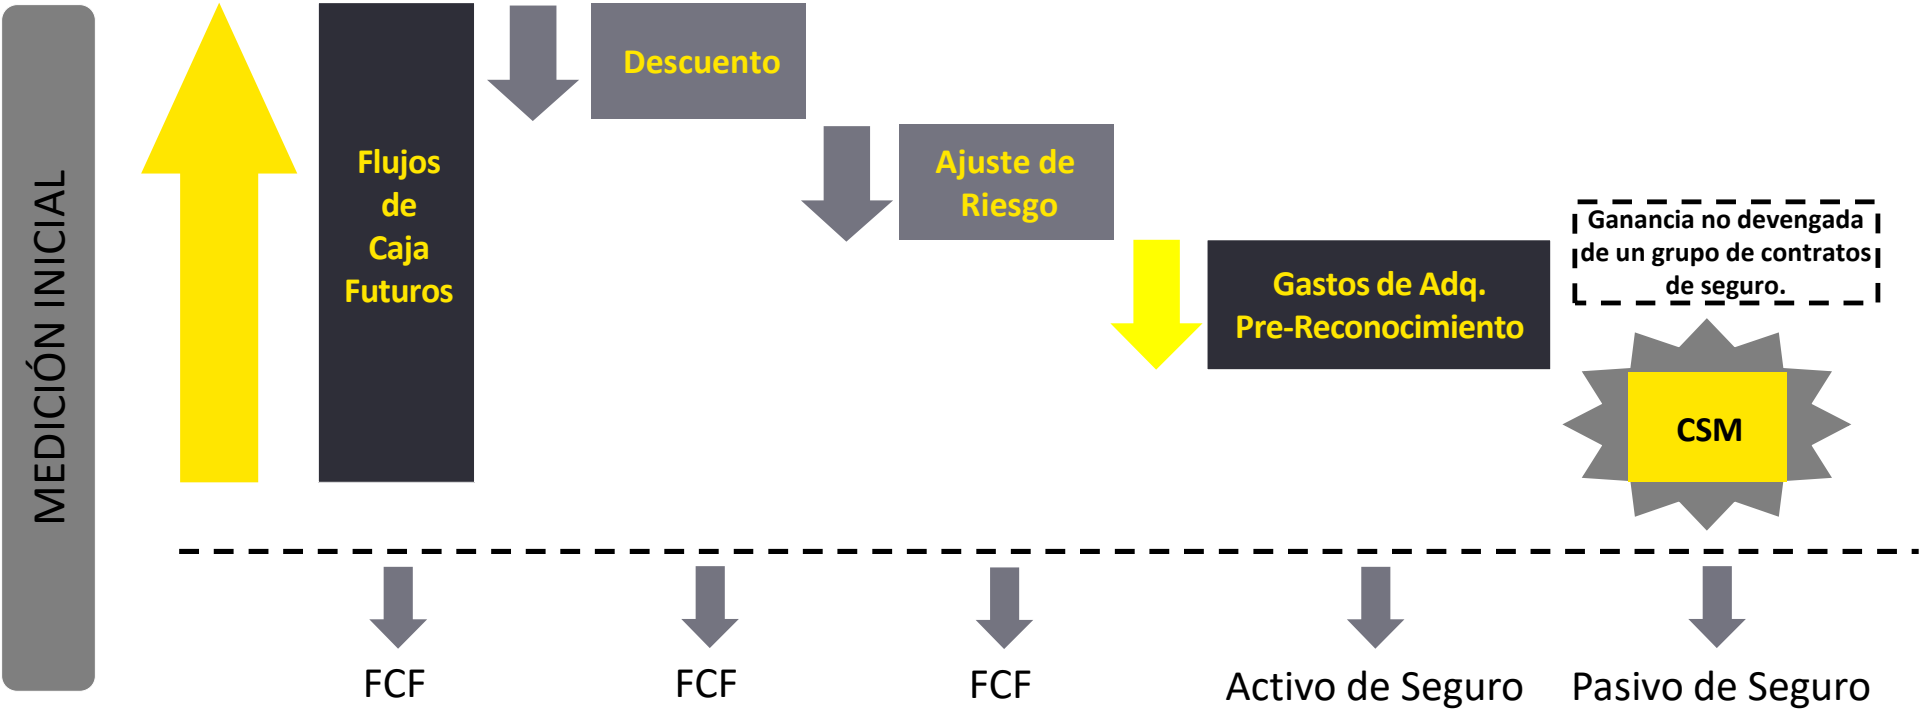 MEDICIÓN INICIAL
Flujos
de
Caja
Futuros
Descuento
Ajuste de
Riesgo
Gastos de Adq.
Pre-Reconocimiento
Ganancia no devengada
de un grupo de contratos
de seguro.
CSM
FCF
FCF
FCF
Activo de Seguro
Pasivo de Seguro